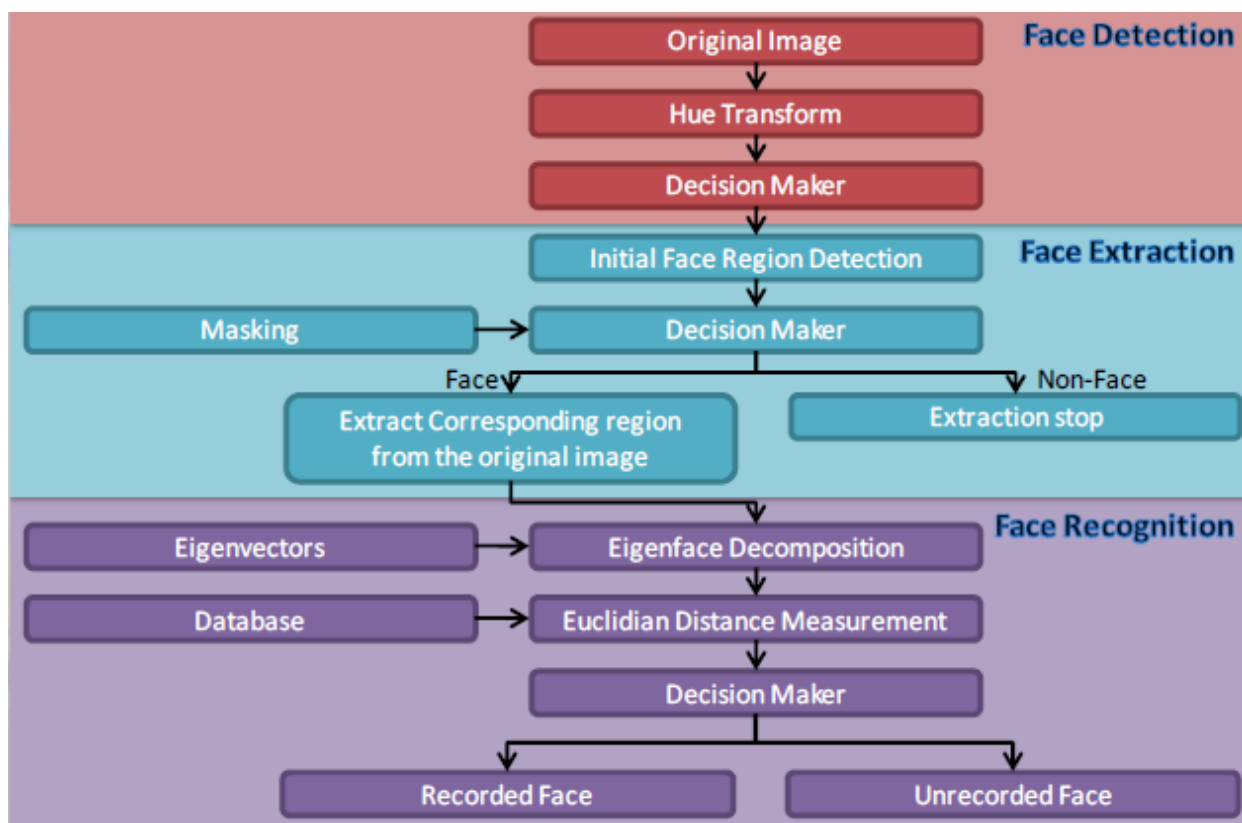 Face Detection
Original Image
Hue Transform
Decision Maker
Face Extraction
Initial Face Region Detection
Masking
Decision Maker
Face
Non-Face
Extract Corresponding region
from the original image
Extraction stop
Face Recognition
Eigenvectors
Eigenface Decomposition
Database
Euclidian Distance Measurement
Decision Maker
Recorded Face
Unrecorded Face